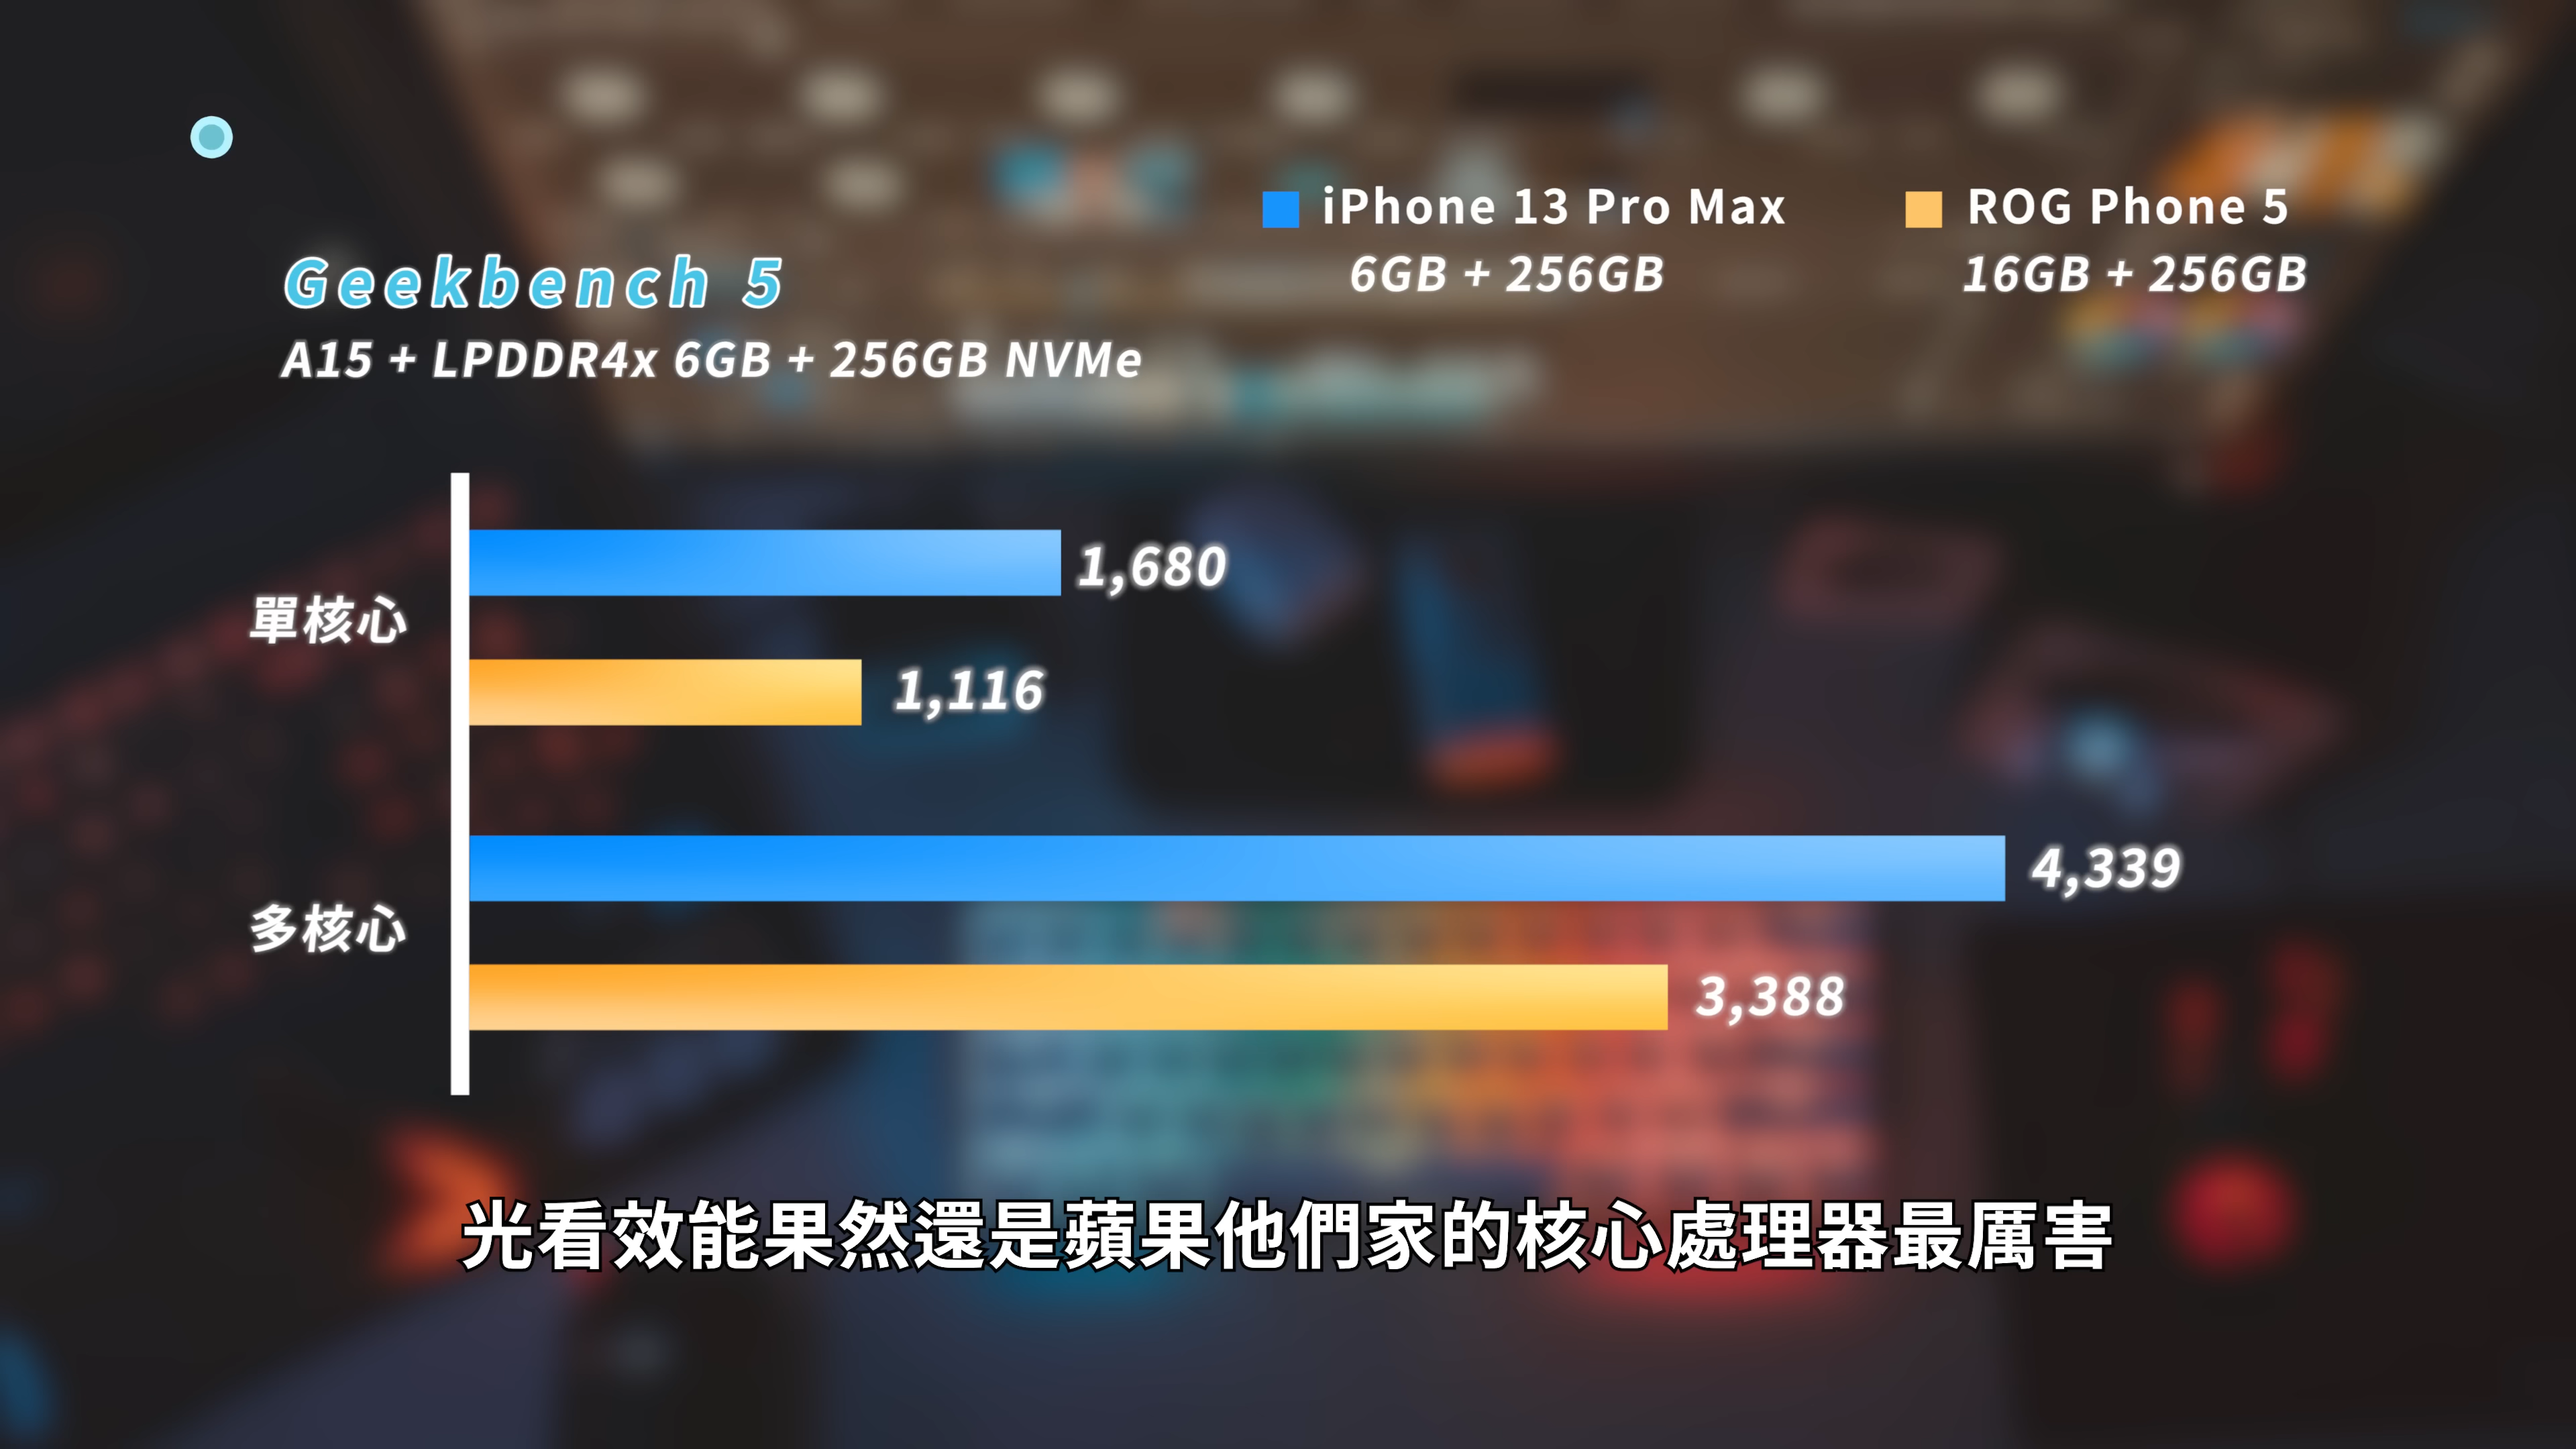 iPhone 13 Pro Max
6GB + 256GB
ROG Phone 5
16GB + 256GB
Geekbench 5
A15 + LPDDR4x 6GB + 256GB NVMe
單核心
1,680
1,116
多核心
4,339
3,388
光看效能果然還是蘋果他們家的核心處理器最厲害